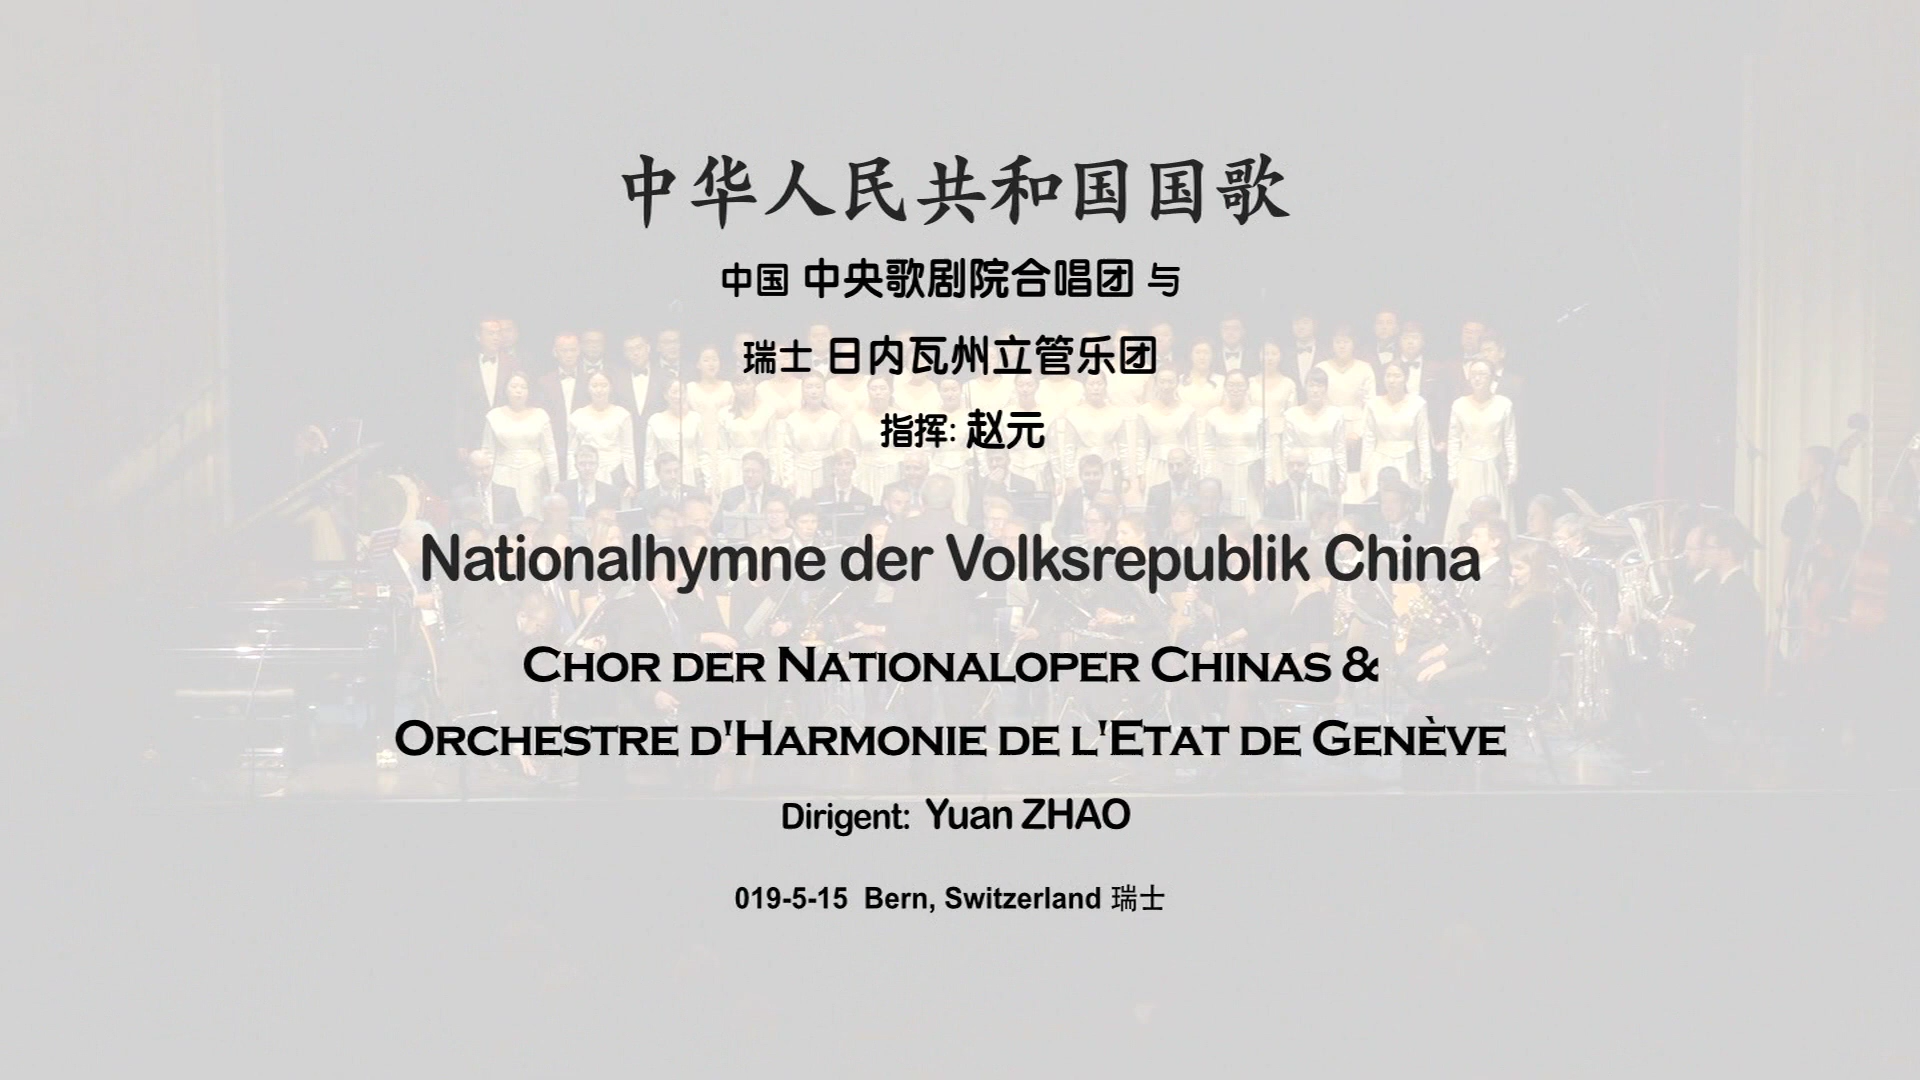 中华人民共和国国歌
中国 中央歌剧院合唱团 与
瑞士 日内瓦州立管乐团
指挥: 赵元
Nationalhymne der Volksrepublik China
Chor der Nationaloper Chinas &
Orchestre d'Harmonie de l'Etat de Genève
Dirigent: Yuan ZHAO
019-5-15 Bern, Switzerland 瑞士